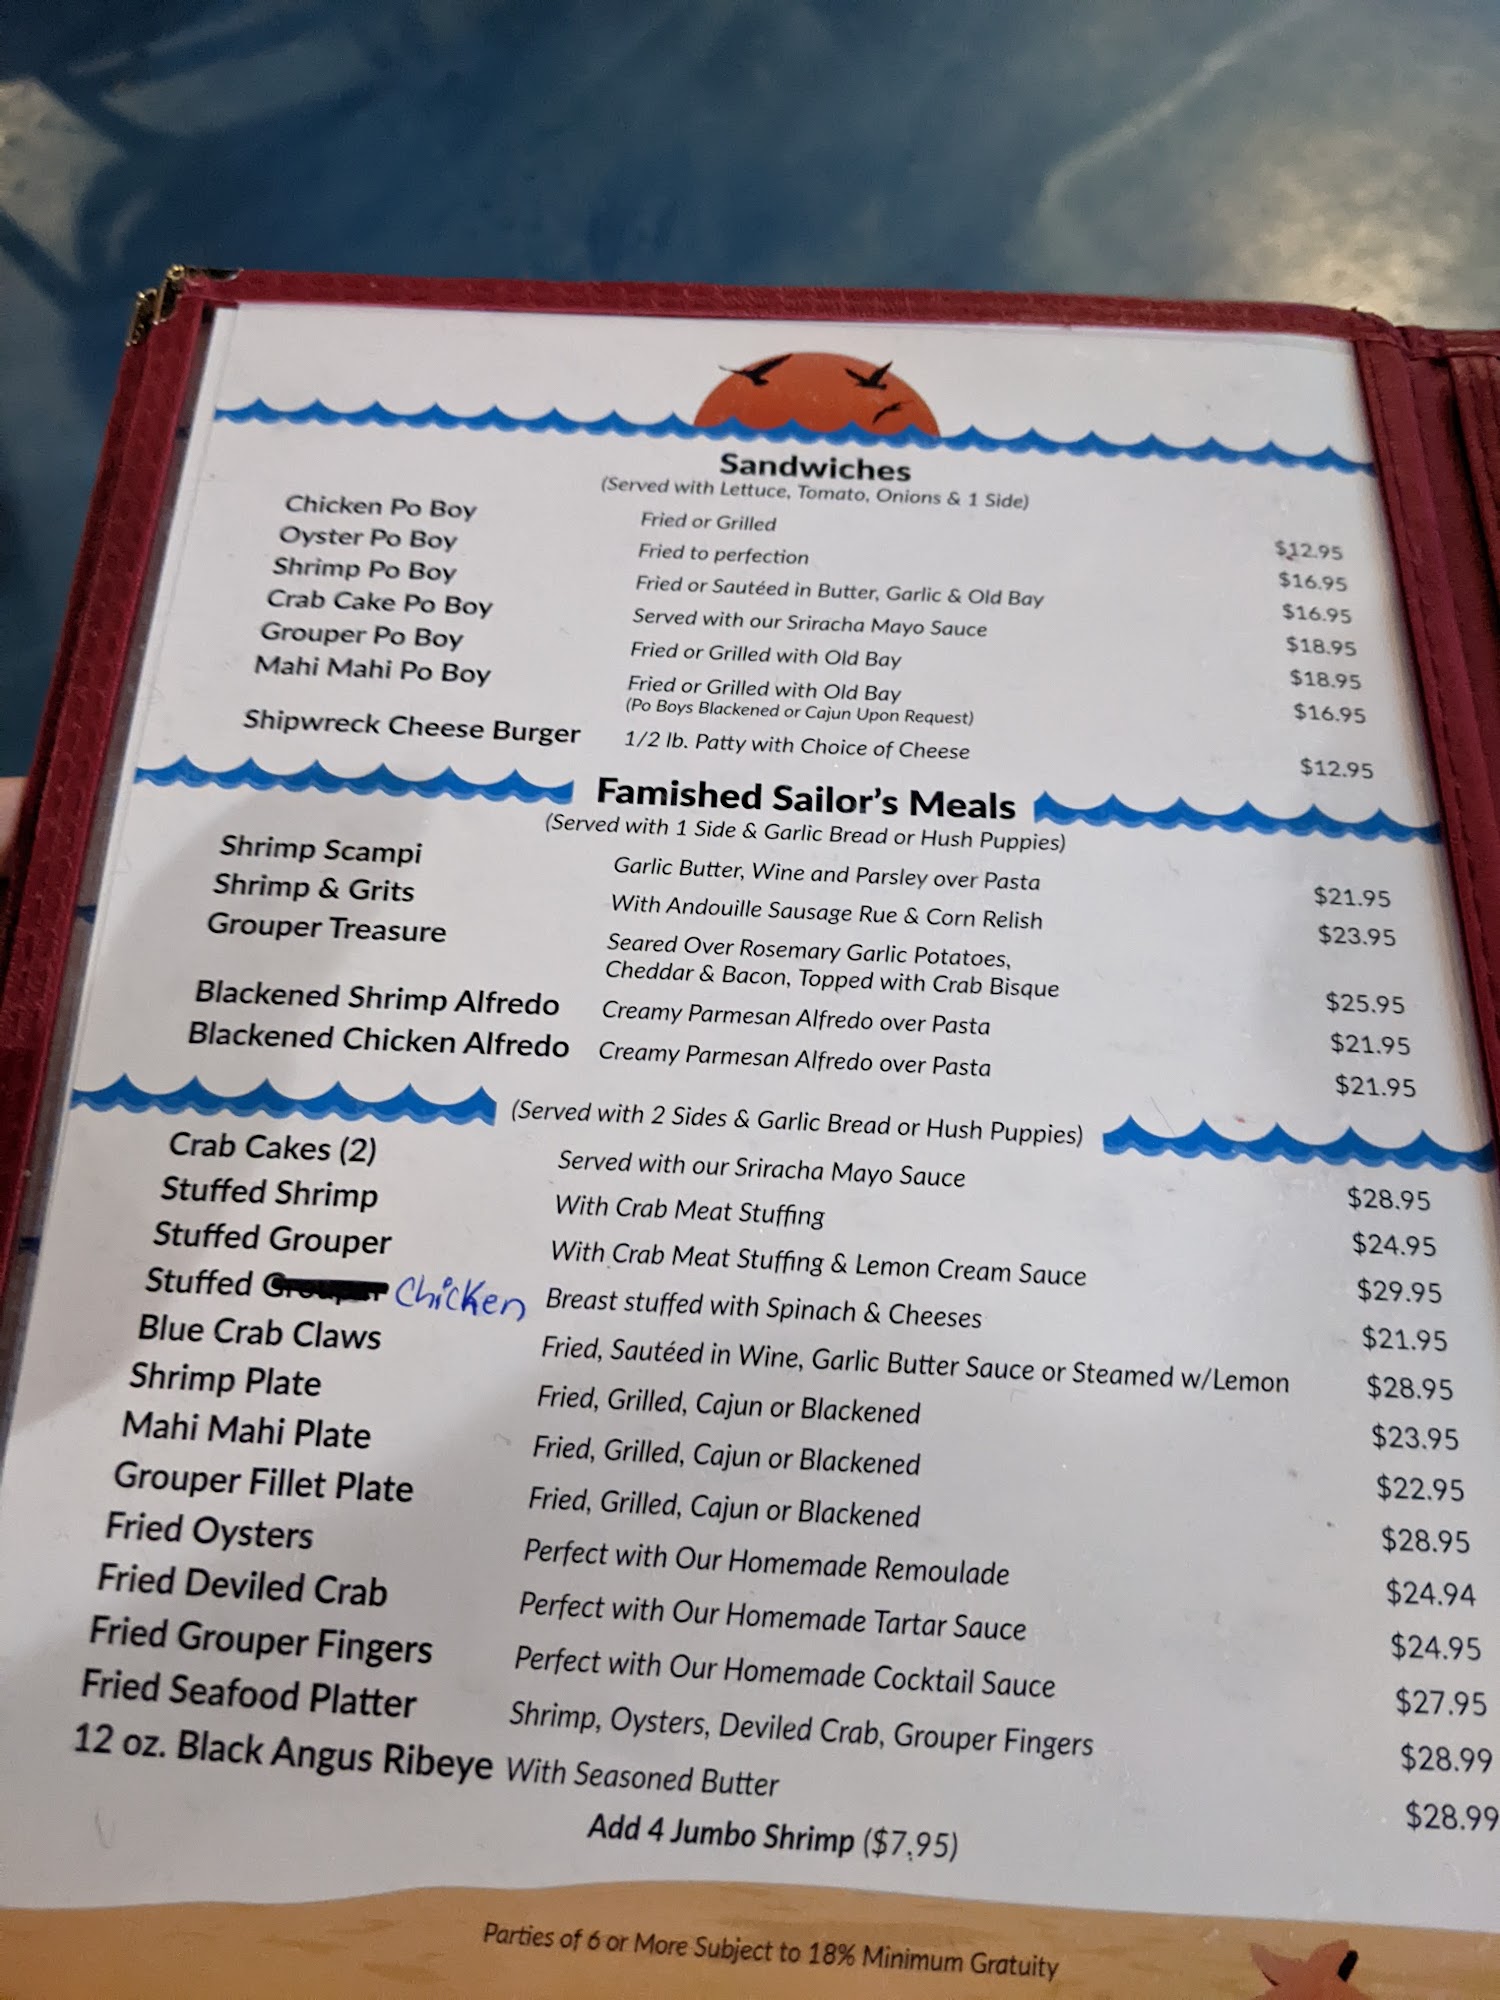 Sandwiches
(Served with Lettuce, Tomato, Onions & 1 Side)
Chicken Po Boy Fried or Grilled $12.95
Oyster Po Boy Fried to perfection $16.95
Shrimp Po Boy Fried or Sautéed in Butter, Garlic & Old Bay $16.95
Crab Cake Po Boy Served with our Sriracha Mayo Sauce $18.95
Grouper Po Boy Fried or Grilled with Old Bay $18.95
Mahi Mahi Po Boy Fried or Grilled with Old Bay $16.95
(Po Boys Blackened or Cajun Upon Request)
Shipwreck Cheese Burger 1/2 lb. Patty with Choice of Cheese $12.95
Famished Sailor's Meals
(Served with 1 Side & Garlic Bread or Hush Puppies)
Shrimp Scampi Garlic Butter, Wine and Parsley over Pasta $21.95
Shrimp & Grits With Andouille Sausage Rue & Corn Relish $23.95
Grouper Treasure Seared Over Rosemary Garlic Potatoes,
Cheddar & Bacon, Topped with Crab Bisque $25.95
Blackened Shrimp Alfredo Creamy Parmesan Alfredo over Pasta $21.95
Blackened Chicken Alfredo Creamy Parmesan Alfredo over Pasta $21.95
(Served with 2 Sides & Garlic Bread or Hush Puppies)
Crab Cakes (2) Served with our Sriracha Mayo Sauce $28.95
Stuffed Shrimp With Crab Meat Stuffing $24.95
Stuffed Grouper With Crab Meat Stuffing & Lemon Cream Sauce $29.95
Stuffed Grouper Chicken Breast stuffed with Spinach & Cheeses $21.95
Blue Crab Claws Fried, Sautéed in Wine, Garlic Butter Sauce or Steamed w/Lemon $28.95
Shrimp Plate Fried, Grilled, Cajun or Blackened $23.95
Mahi Mahi Plate Fried, Grilled, Cajun or Blackened $22.95
Grouper Fillet Plate Fried, Grilled, Cajun or Blackened $28.95
Fried Oysters Perfect with Our Homemade Remoulade $24.94
Fried Deviled Crab Perfect with Our Homemade Tartar Sauce $24.95
Fried Grouper Fingers Perfect with Our Homemade Cocktail Sauce $27.95
Fried Seafood Platter Shrimp, Oysters, Deviled Crab, Grouper Fingers $28.99
12 oz. Black Angus Ribeye With Seasoned Butter $28.99
Add 4 Jumbo Shrimp ($7.95)
Parties of 6 or More Subject to 18% Minimum Gratuity